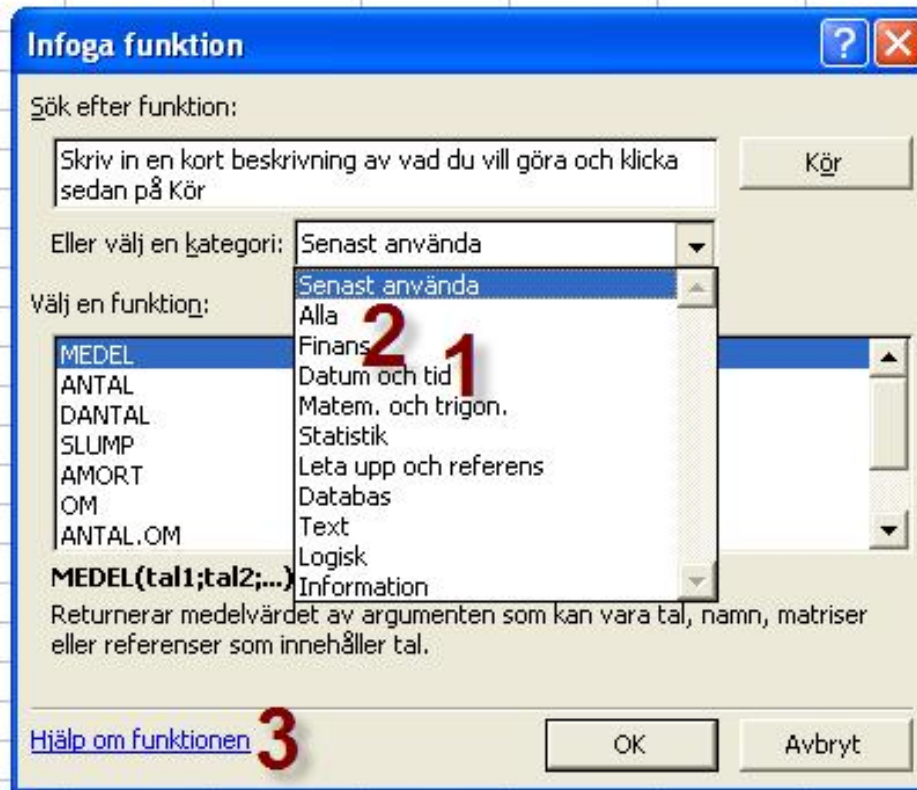 Infoga funktion
Sök efter funktion:
Skriv in en kort beskrivning av vad du vill göra och klicka
sedan på Kör
Kör
Eller välj en kategori:
Senast använda
Välj en funktion:
Senast använda
Alla
2
Finans
1
Datum och tid
Matem. och trigon.
Statistik
Leta upp och referens
Databas
Text
Logisk
Information
MEDEL
ANTAL
DANTAL
SLUMP
AMORT
OM
ANTAL.OM
MEDEL(tal1;tal2;...)
Returnerar medelvärdet av argumenten som kan vara tal, namn, matriser
eller referenser som innehåller tal.
Hjälp om funktionen
3
OK
Avbryt